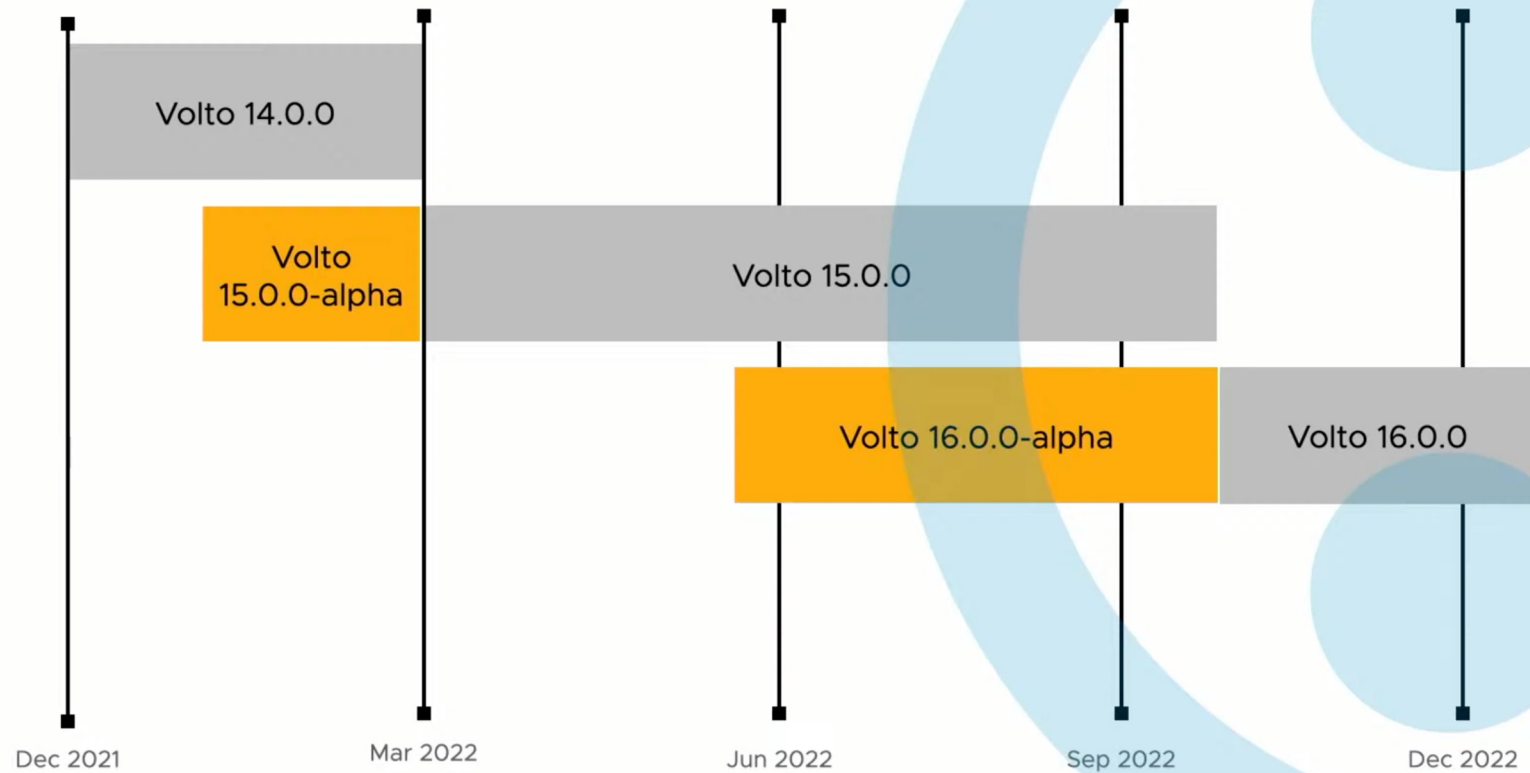 Volto 14.0.0
Volto
15.0.0-alpha
Volto 15.0.0
Volto 16.0.0-alpha
Volto 16.0.0
Dec 2021
Mar 2022
Jun 2022
Sep 2022
Dec 2022